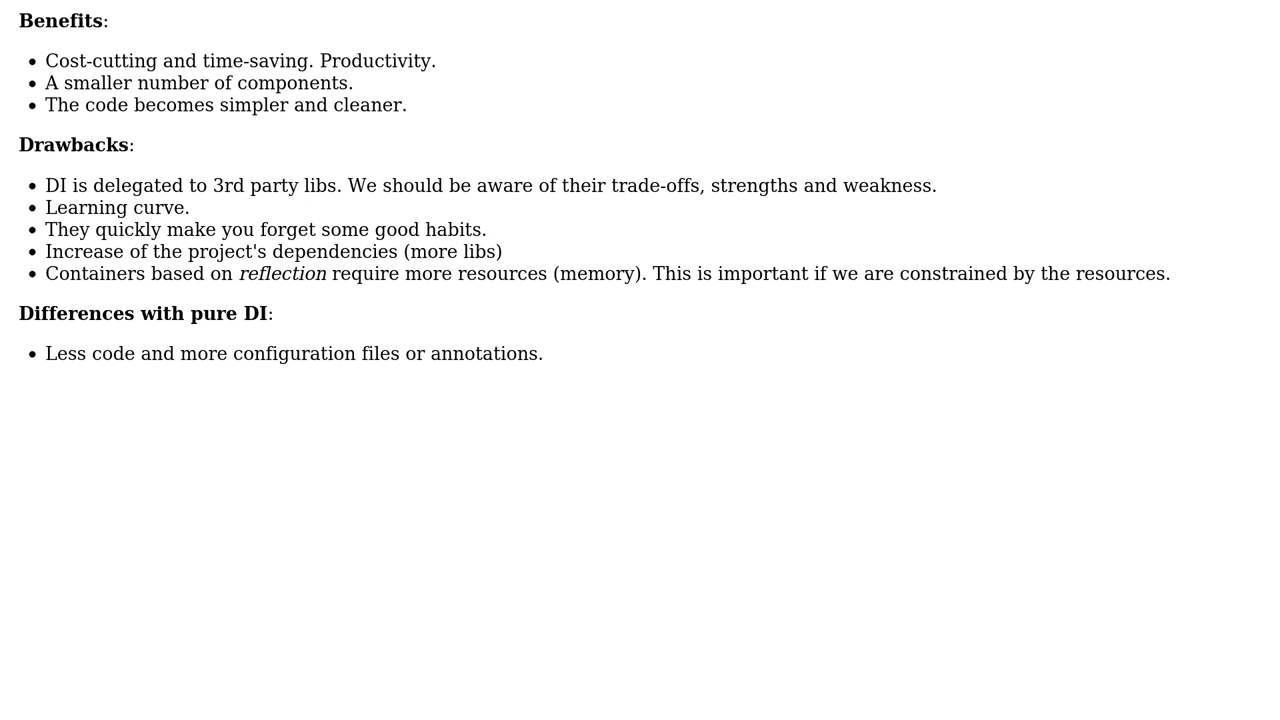 Benefits:
Cost-cutting and time-saving. Productivity.
A smaller number of components.
The code becomes simpler and cleaner.
Drawbacks:
DI is delegated to 3rd party libs. We should be aware of their trade-offs, strengths and weakness.
Learning curve.
They quickly make you forget some good habits.
Increase of the project's dependencies (more libs)
Containers based on reflection require more resources (memory). This is important if we are constrained by the resources.
Differences with pure DI:
Less code and more configuration files or annotations.